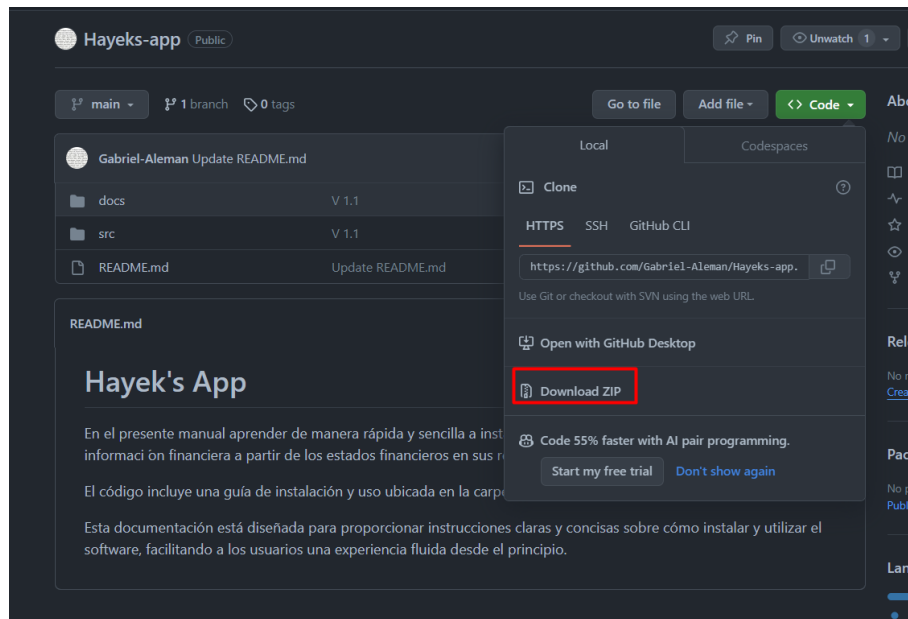 Hayeks-app Public
Pin
Unwatch 1
main
1 branch
0 tags
Go to file
Add file
<> Code
Gabriel-Aleman Update README.md
docs V 1.1
src V 1.1
README.md Update README.md
Local
Codespaces
Clone
HTTPS SSH GitHub CLI
https://github.com/Gabriel-Aleman/Hayeks-app.
Use Git or checkout with SVN using the web URL.
Open with GitHub Desktop
Download ZIP
Code 55% faster with AI pair programming.
Start my free trial Don't show again
README.md
Hayek's App
En el presente manual aprender de manera rápida y sencilla a inst
informaci ón financiera a partir de los estados financieros en sus r
El código incluye una guía de instalación y uso ubicada en la carp
Esta documentación está diseñada para proporcionar instrucciones claras y concisas sobre cómo instalar y utilizar el
software, facilitando a los usuarios una experiencia fluida desde el principio.
Abo
No
Rel
No r
Crea
Pac
No p
Publ
Lan